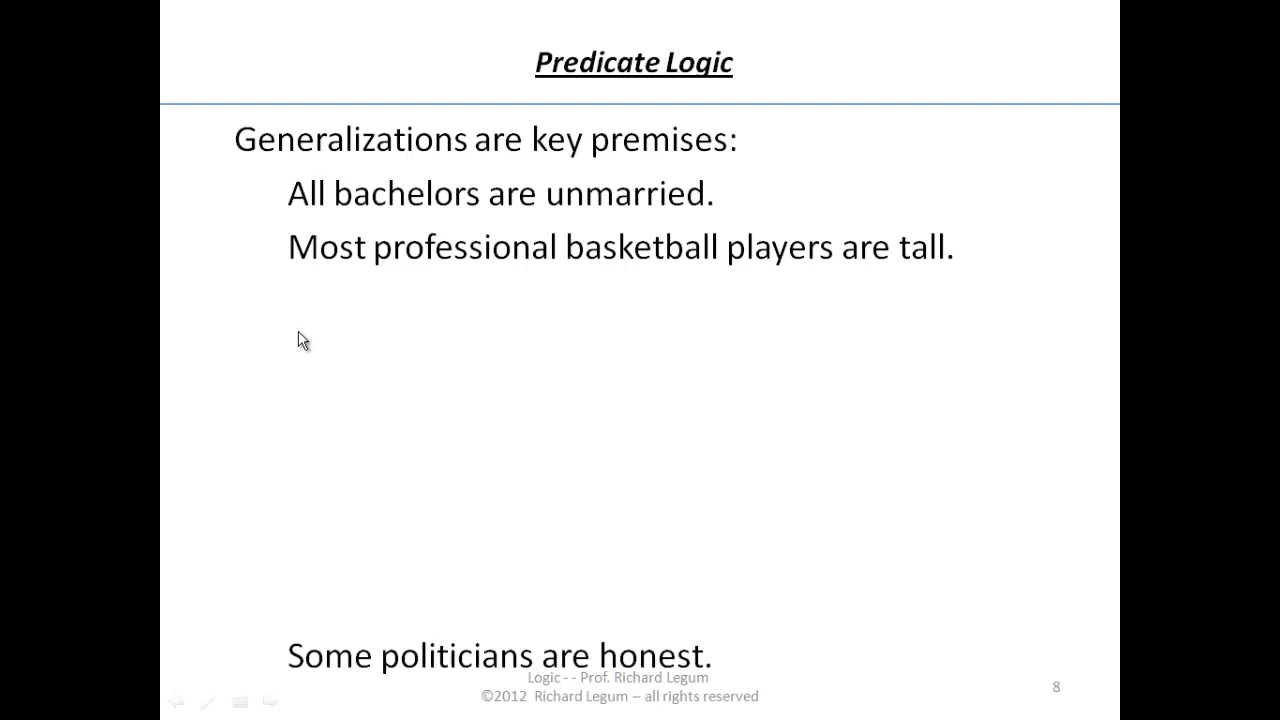 Predicate Logic
Generalizations are key premises:
All bachelors are unmarried.
Most professional basketball players are tall.
Some politicians are honest.
Logic - - Prof. Richard Legum
©2012 Richard Legum – all rights reserved
8